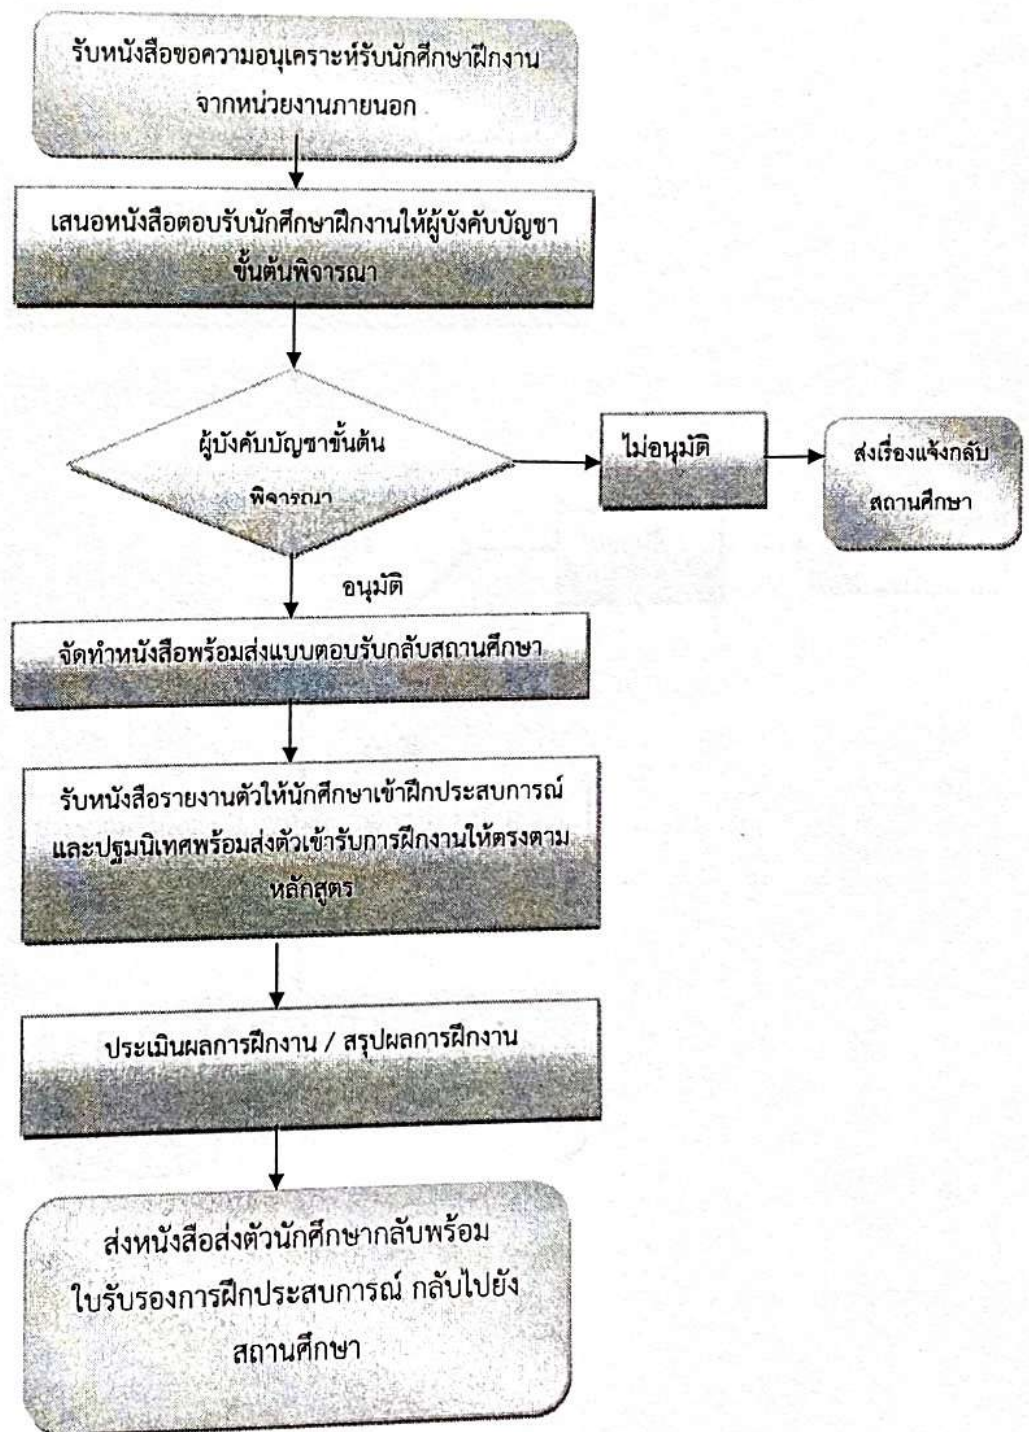 รับหนังสือขอความอนุเคราะห์รับนักศึกษาฝึกงาน
จากหน่วยงานภายนอก
เสนอหนังสือตอบรับนักศึกษาฝึกงานให้ผู้บังคับบัญชา
ขั้นต้นพิจารณา
ผู้บังคับบัญชาขั้นต้น
พิจารณา
ไม่อนุมัติ
ส่งเรื่องแจ้งกลับ
สถานศึกษา
อนุมัติ
จัดทำหนังสือพร้อมส่งแบบตอบรับกลับสถานศึกษา
รับหนังสือรายงานตัวให้นักศึกษาเข้าฝึกประสบการณ์
และปฐมนิเทศพร้อมส่งตัวเข้ารับการฝึกงานให้ตรงตาม
หลักสูตร
ประเมินผลการฝึกงาน / สรุปผลการฝึกงาน
ส่งหนังสือส่งตัวนักศึกษากลับพร้อม
ใบรับรองการฝึกประสบการณ์ กลับไปยัง
สถานศึกษา